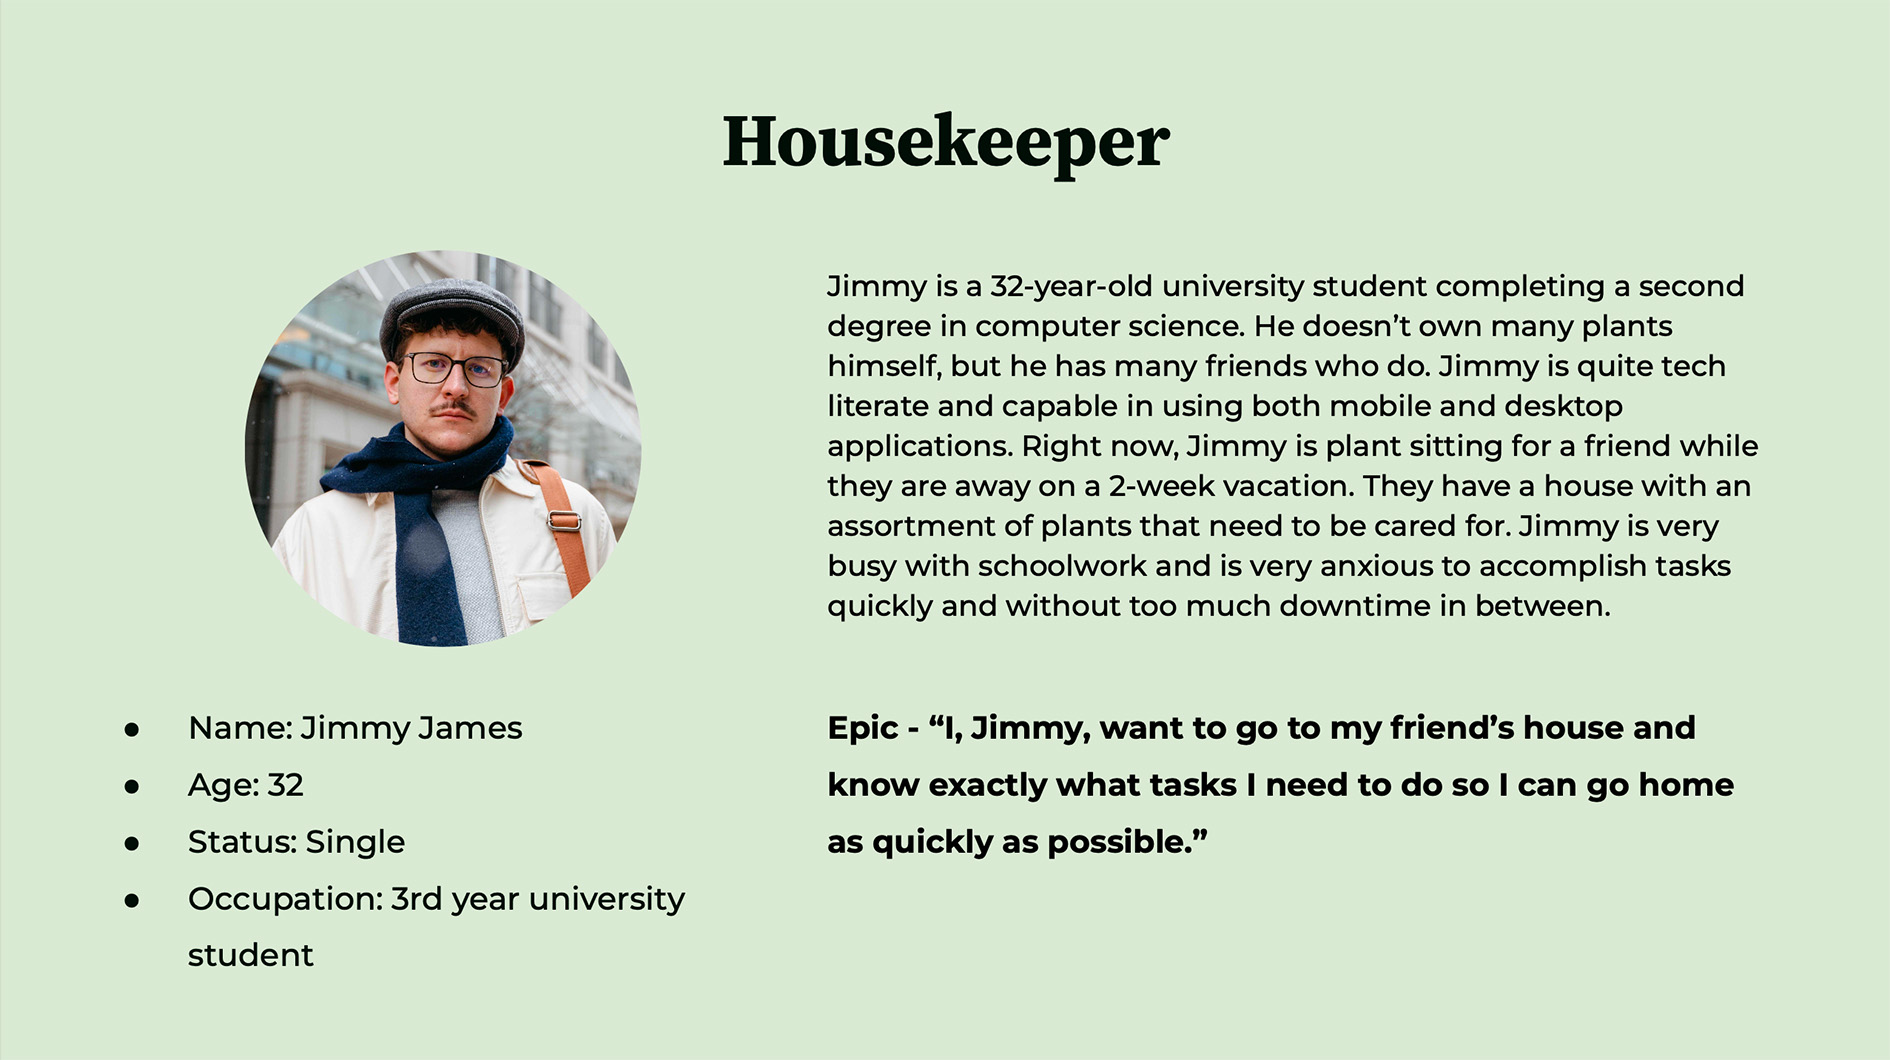 Housekeeper
Jimmy is a 32-year-old university student completing a second
degree in computer science. He doesn’t own many plants
himself, but he has many friends who do. Jimmy is quite tech
literate and capable in using both mobile and desktop
applications. Right now, Jimmy is plant sitting for a friend while
they are away on a 2-week vacation. They have a house with an
assortment of plants that need to be cared for. Jimmy is very
busy with schoolwork and is very anxious to accomplish tasks
quickly and without too much downtime in between.
● Name: Jimmy James
● Age: 32
● Status: Single
● Occupation: 3rd year university
student
Epic - “I, Jimmy, want to go to my friend’s house and
know exactly what tasks I need to do so I can go home
as quickly as possible.”